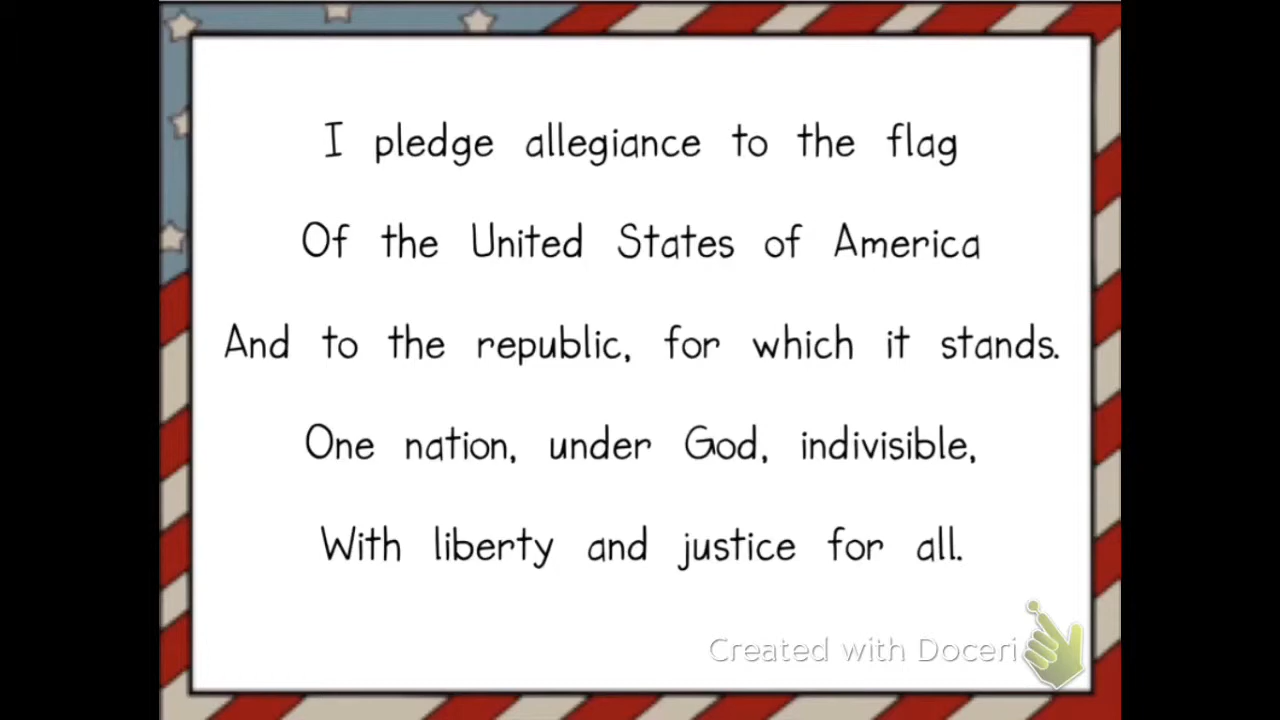 I pledge allegiance to the flag
Of the United States of America
And to the republic, for which it stands.
One nation, under God, indivisible,
With liberty and justice for all.
Created with Doceri